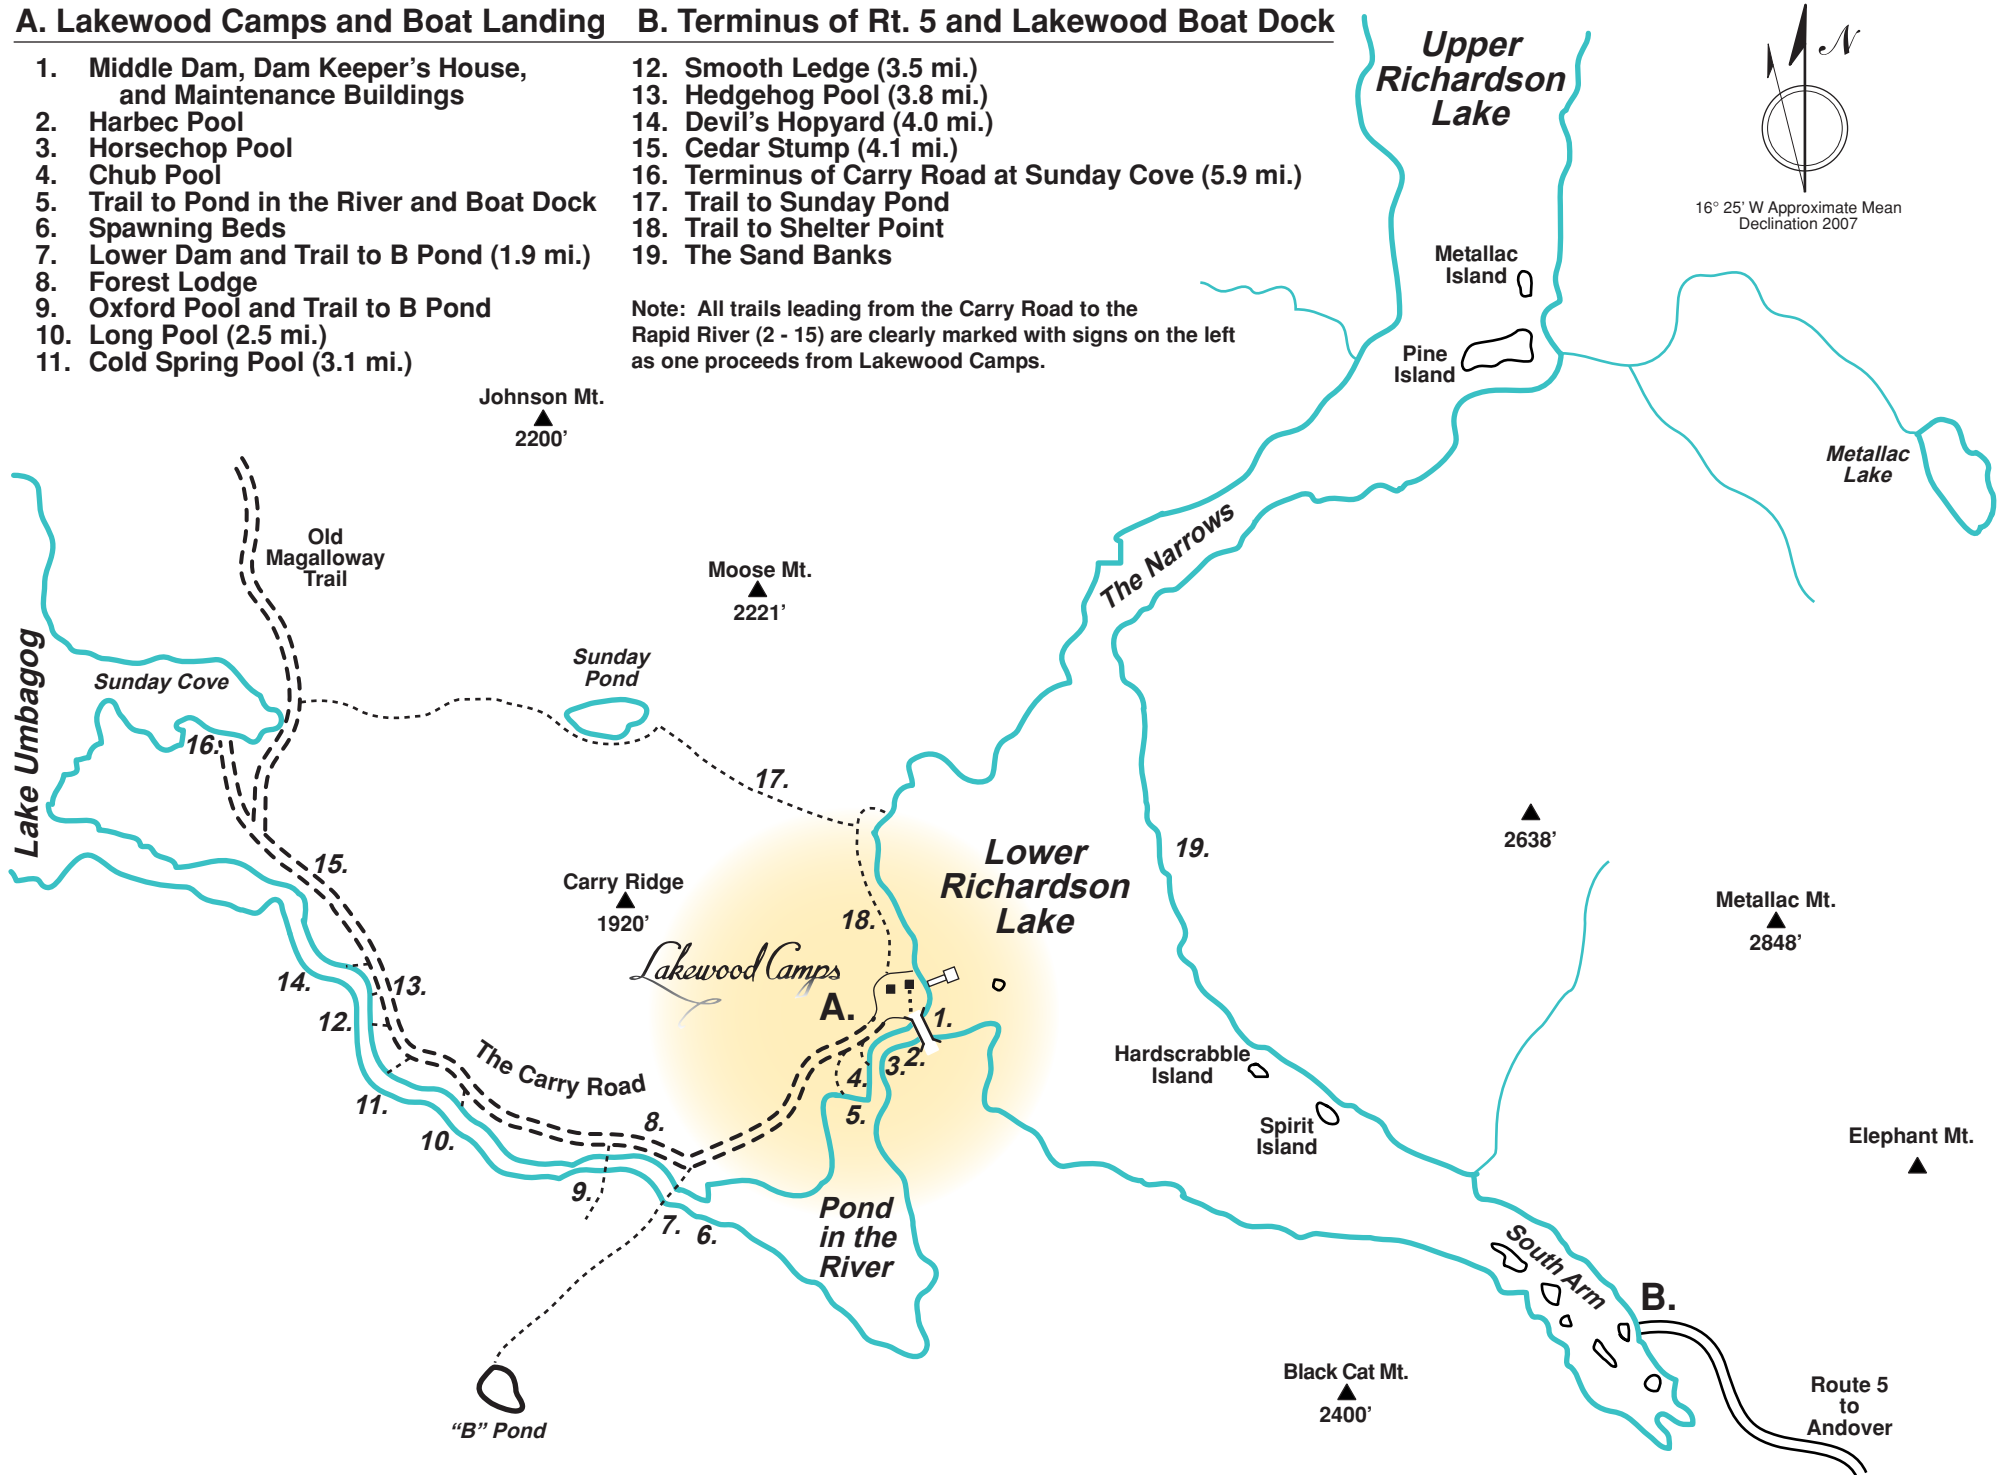 A. Lakewood Camps and Boat Landing
1. Middle Dam, Dam Keeper's House,
and Maintenance Buildings
2. Harbec Pool
3. Horsechop Pool
4. Chub Pool
5. Trail to Pond in the River and Boat Dock
6. Spawning Beds
7. Lower Dam and Trail to B Pond (1.9 mi.)
8. Forest Lodge
9. Oxford Pool and Trail to B Pond
10. Long Pool (2.5 mi.)
11. Cold Spring Pool (3.1 mi.)
B. Terminus of Rt. 5 and Lakewood Boat Dock
12. Smooth Ledge (3.5 mi.)
13. Hedgehog Pool (3.8 mi.)
14. Devil's Hopyard (4.0 mi.)
15. Cedar Stump (4.1 mi.)
16. Terminus of Carry Road at Sunday Cove (5.9 mi.)
17. Trail to Sunday Pond
18. Trail to Shelter Point
19. The Sand Banks
Note: All trails leading from the Carry Road to the
Rapid River (2 - 15) are clearly marked with signs on the left
as one proceeds from Lakewood Camps.
Upper
Richardson
Lake
N
16° 25' W Approximate Mean
Declination 2007
Metallac
Island
Pine
Island
Metallac
Lake
Johnson Mt.
2200'
Old
Magalloway
Trail
Moose Mt.
2221'
The Narrows
Lake Umbagog
Sunday Cove
Sunday
Pond
16.
17.
15.
Carry Ridge
1920'
18.
Lower
Richardson
Lake
19.
2638'
Metallac Mt.
2848'
Lakewood Camps
A.
14.
13.
12.
1.
2.
3.
4.
5.
The Carry Road
11.
10.
8.
9.
7.
6.
Pond
in the
River
Hardscrabble
Island
Spirit
Island
Elephant Mt.
South Arm
B.
Black Cat Mt.
2400'
Route 5
to
Andover
“B” Pond